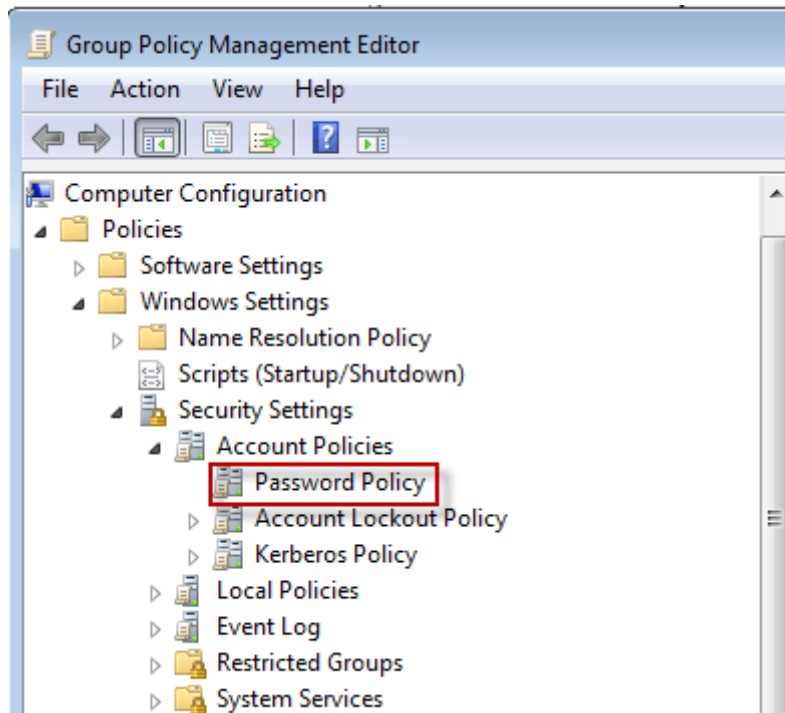 Group Policy Management Editor
File Action View Help
Computer Configuration
Policies
Software Settings
Windows Settings
Name Resolution Policy
Scripts (Startup/Shutdown)
Security Settings
Account Policies
Password Policy
Account Lockout Policy
Kerberos Policy
Local Policies
Event Log
Restricted Groups
System Services